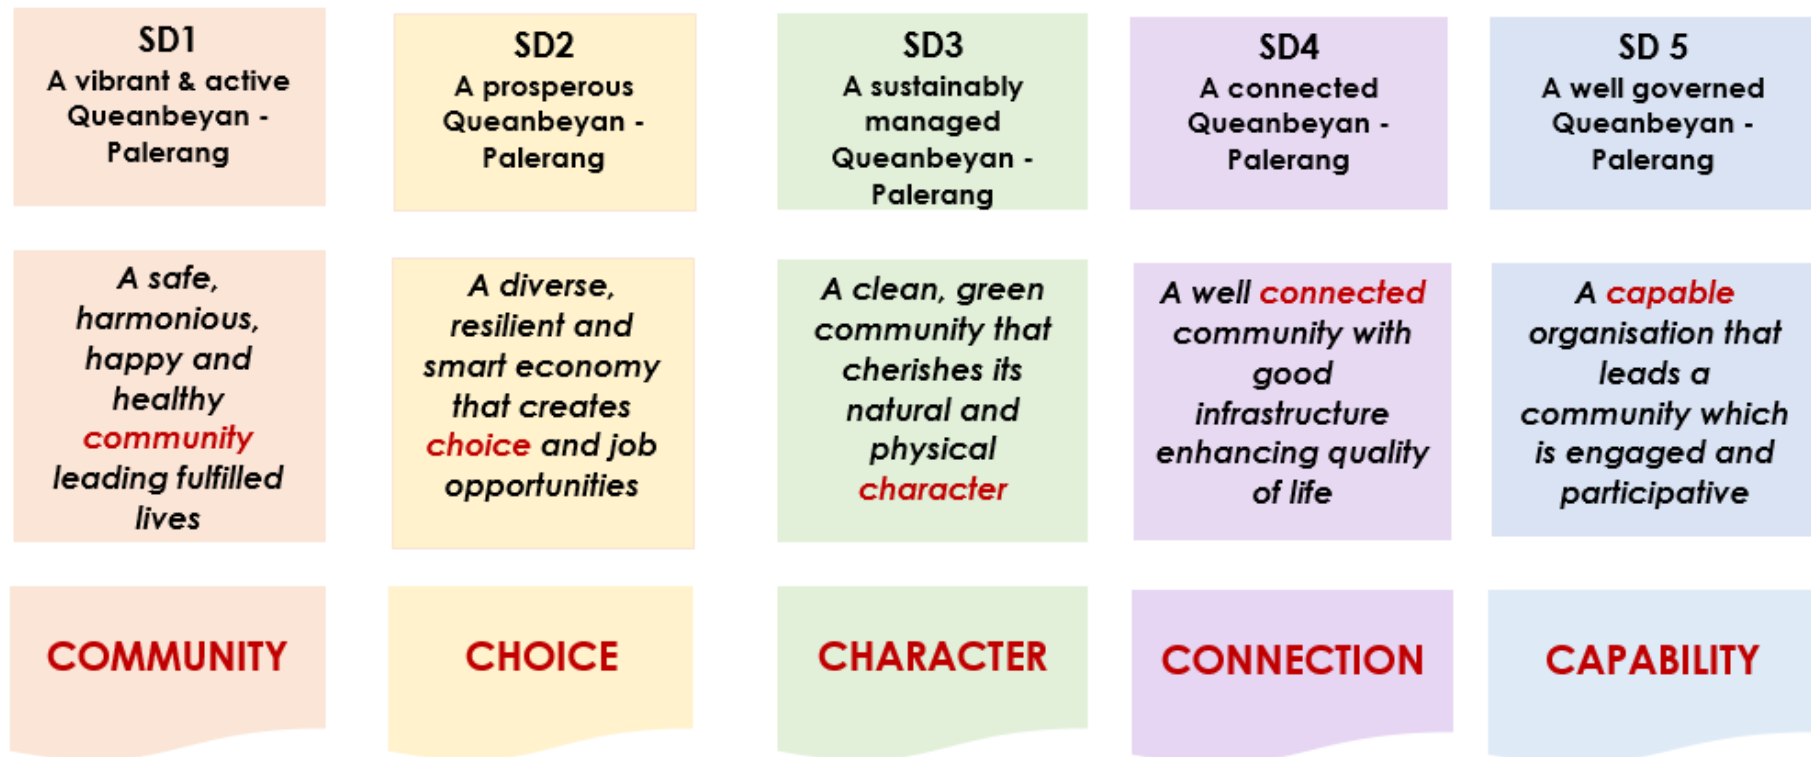 SD1
A vibrant & active
Queanbeyan -
Palerang
SD2
A prosperous
Queanbeyan -
Palerang
SD3
A sustainably
managed
Queanbeyan -
Palerang
SD4
A connected
Queanbeyan -
Palerang
SD 5
A well governed
Queanbeyan -
Palerang
A safe,
harmonious,
happy and
healthy
community
leading fulfilled
lives
A diverse,
resilient and
smart economy
that creates
choice and job
opportunities
A clean, green
community that
cherishes its
natural and
physical
character
A well connected
community with
good
infrastructure
enhancing quality
of life
A capable
organisation that
leads a
community which
is engaged and
participative
COMMUNITY
CHOICE
CHARACTER
CONNECTION
CAPABILITY